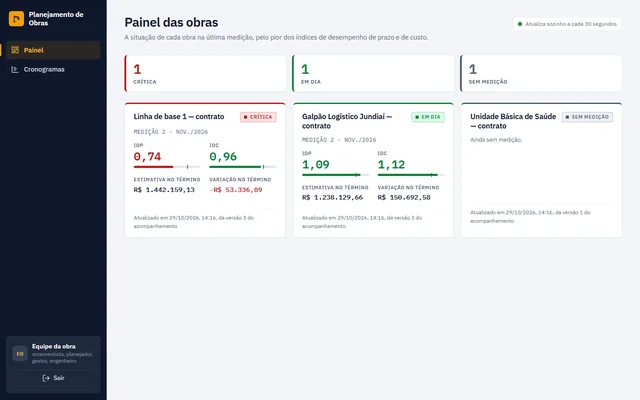 Planejamento de
Obras
Painel
Cronogramas
Equipe da obra
orcamentista, planejador,
gestor, engenheiro
EO
Sair
Painel das obras
A situação de cada obra na última medição, pelo pior dos índices de desempenho de prazo e de custo.
Atualiza sozinho a cada 30 segundos
1
CRÍTICA
1
EM DIA
1
SEM MEDIÇÃO
Linha de base 1 — contrato
CRÍTICA
MEDIÇÃO 2 · NOV./2026
IDP
IDC
0,74
0,96
ESTIMATIVA NO TÉRMINO
VARIAÇÃO NO TÉRMINO
R$ 1.442.159,13
-R$ 53.336,89
Atualizado em 29/10/2026, 14:16, da versão 3 do
acompanhamento
Galpão Logístico Jundiaí —
contrato
EM DIA
MEDIÇÃO 2 · NOV./2026
IDP
IDC
1,09
1,12
ESTIMATIVA NO TÉRMINO
VARIAÇÃO NO TÉRMINO
R$ 1.238.129,66
R$ 150.692,58
Atualizado em 29/10/2026, 14:16, da versão 3 do
acompanhamento
Unidade Básica de Saúde
— contrato
SEM MEDIÇÃO
Ainda sem medição.
Atualizado em 29/10/2026, 14:16, da versão 1 do
acompanhamento